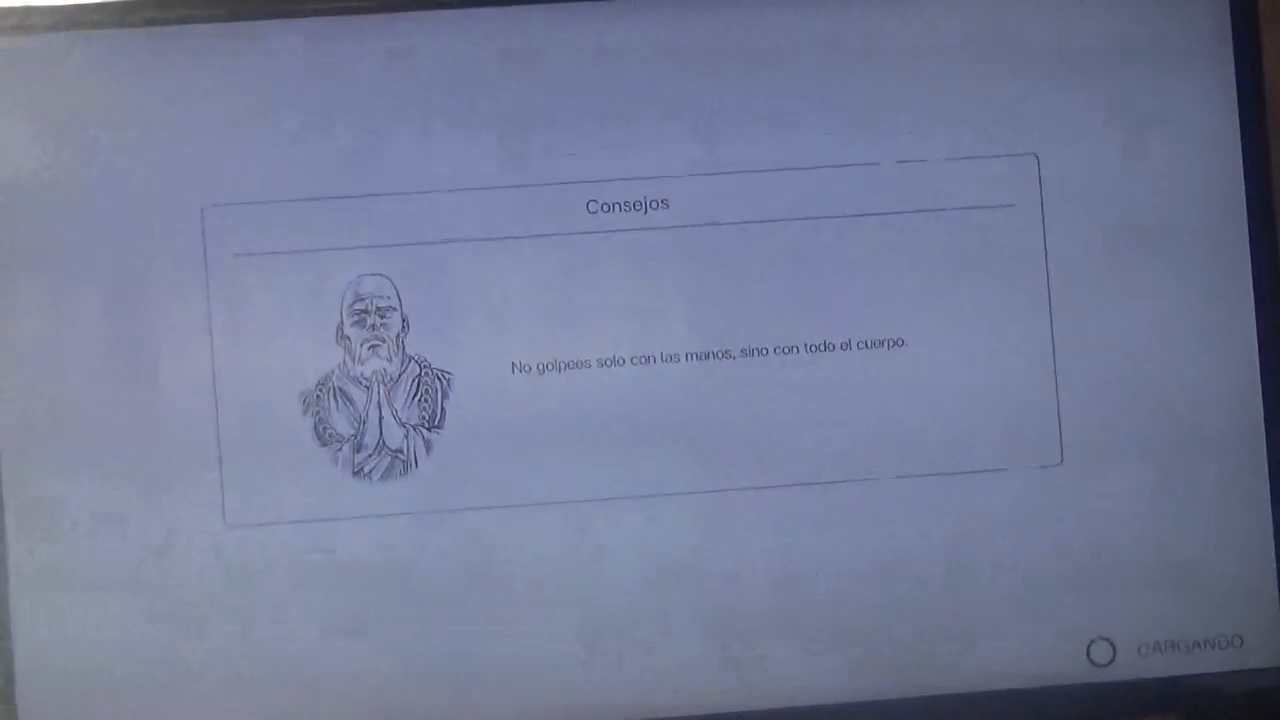 Consejos
No golpees solo con las manos, sino con todo el cuerpo.
CARGANDO